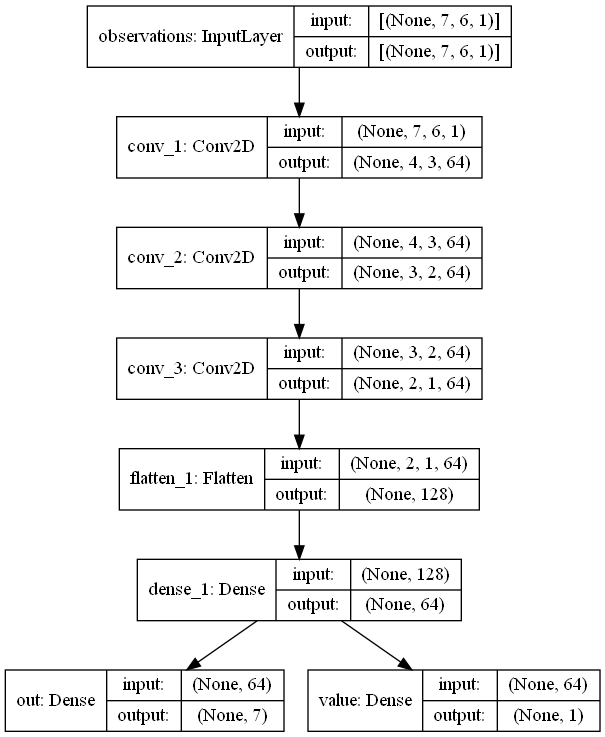 observations: InputLayer
input: [(None, 7, 6, 1)]
output: [(None, 7, 6, 1)]
conv_1: Conv2D
input: (None, 7, 6, 1)
output: (None, 4, 3, 64)
conv_2: Conv2D
input: (None, 4, 3, 64)
output: (None, 3, 2, 64)
conv_3: Conv2D
input: (None, 3, 2, 64)
output: (None, 2, 1, 64)
flatten_1: Flatten
input: (None, 2, 1, 64)
output: (None, 128)
dense_1: Dense
input: (None, 128)
output: (None, 64)
out: Dense
input: (None, 64)
output: (None, 7)
value: Dense
input: (None, 64)
output: (None, 1)